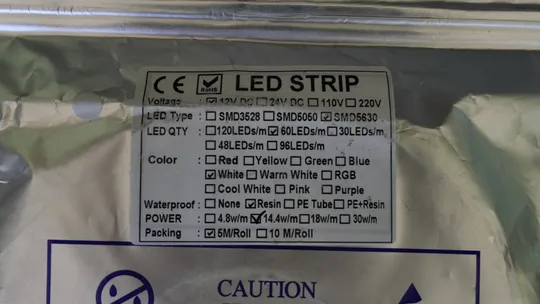 CE RoHS LED STRIP
Voltage : ☑ 12V DC ☐ 24V DC ☐ 110V ☐ 220V
LED Type : ☐ SMD3528 ☐ SMD5050 ☑ SMD5630
LED QTY : ☐ 120LEDs/m ☑ 60LEDs/m ☐ 30LEDs/m
☐ 48LEDs/m ☐ 96LEDs/m
Color : ☐ Red ☐ Yellow ☐ Green ☐ Blue
☑ White ☐ Warm White ☐ RGB
☐ Cool White ☐ Pink ☐ Purple
Waterproof : ☐ None ☑ Resin ☐ PE Tube ☐ PE+Resin
POWER : ☐ 4.8w/m ☑ 14.4w/m ☐ 18w/m ☐ 30w/m
Packing : ☑ 5M/Roll ☐ 10 M/Roll
CAUTION